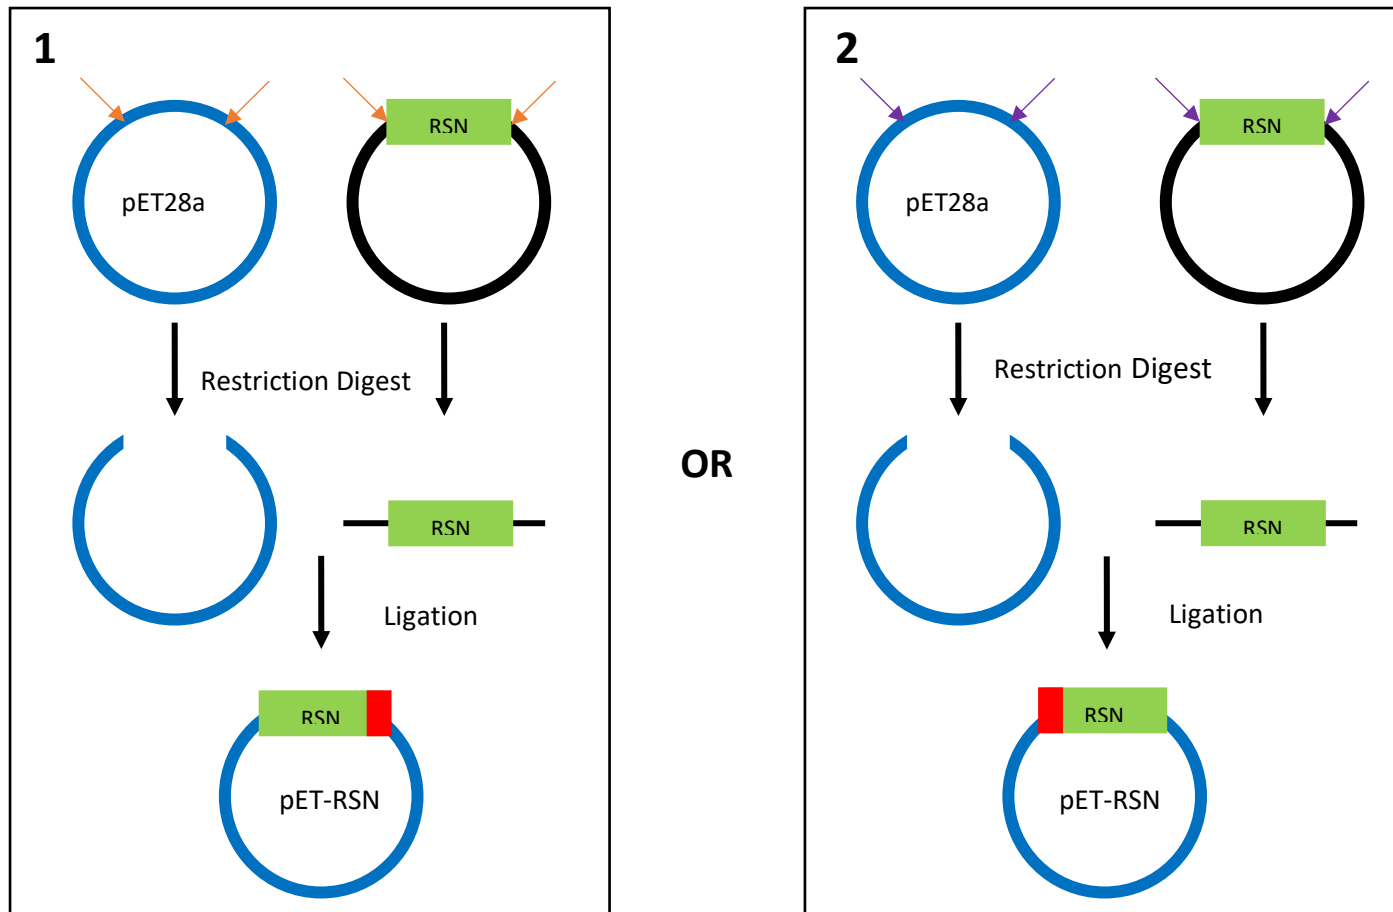 1
RSN
pET28a
Restriction Digest
RSN
Ligation
RSN
pET-RSN
OR
2
RSN
pET28a
Restriction Digest
RSN
Ligation
RSN
pET-RSN